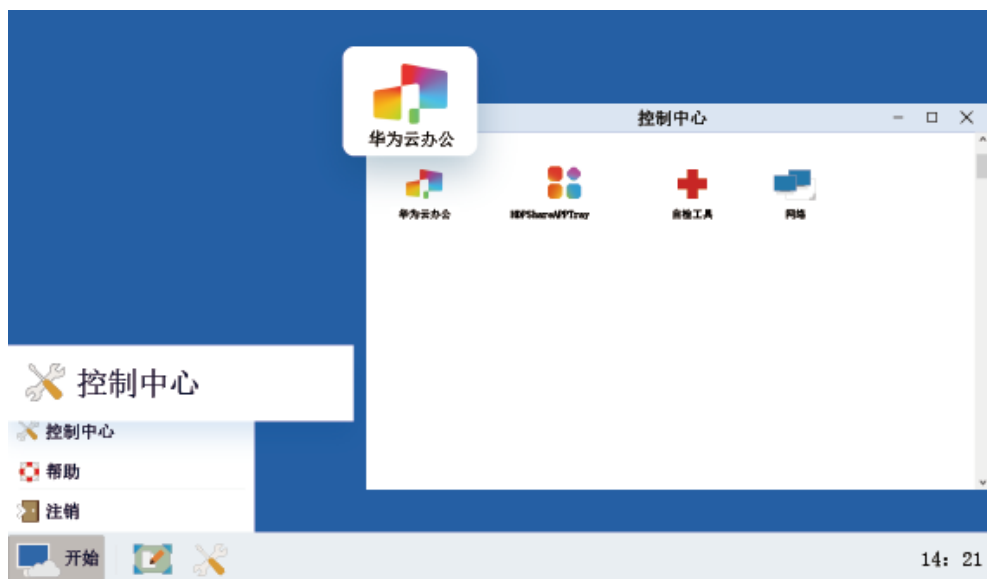 华为云办公
控制中心
华为云办公
HDPShareAPPTray
自检工具
网络
控制中心
控制中心
帮助
注销
开始
14: 21